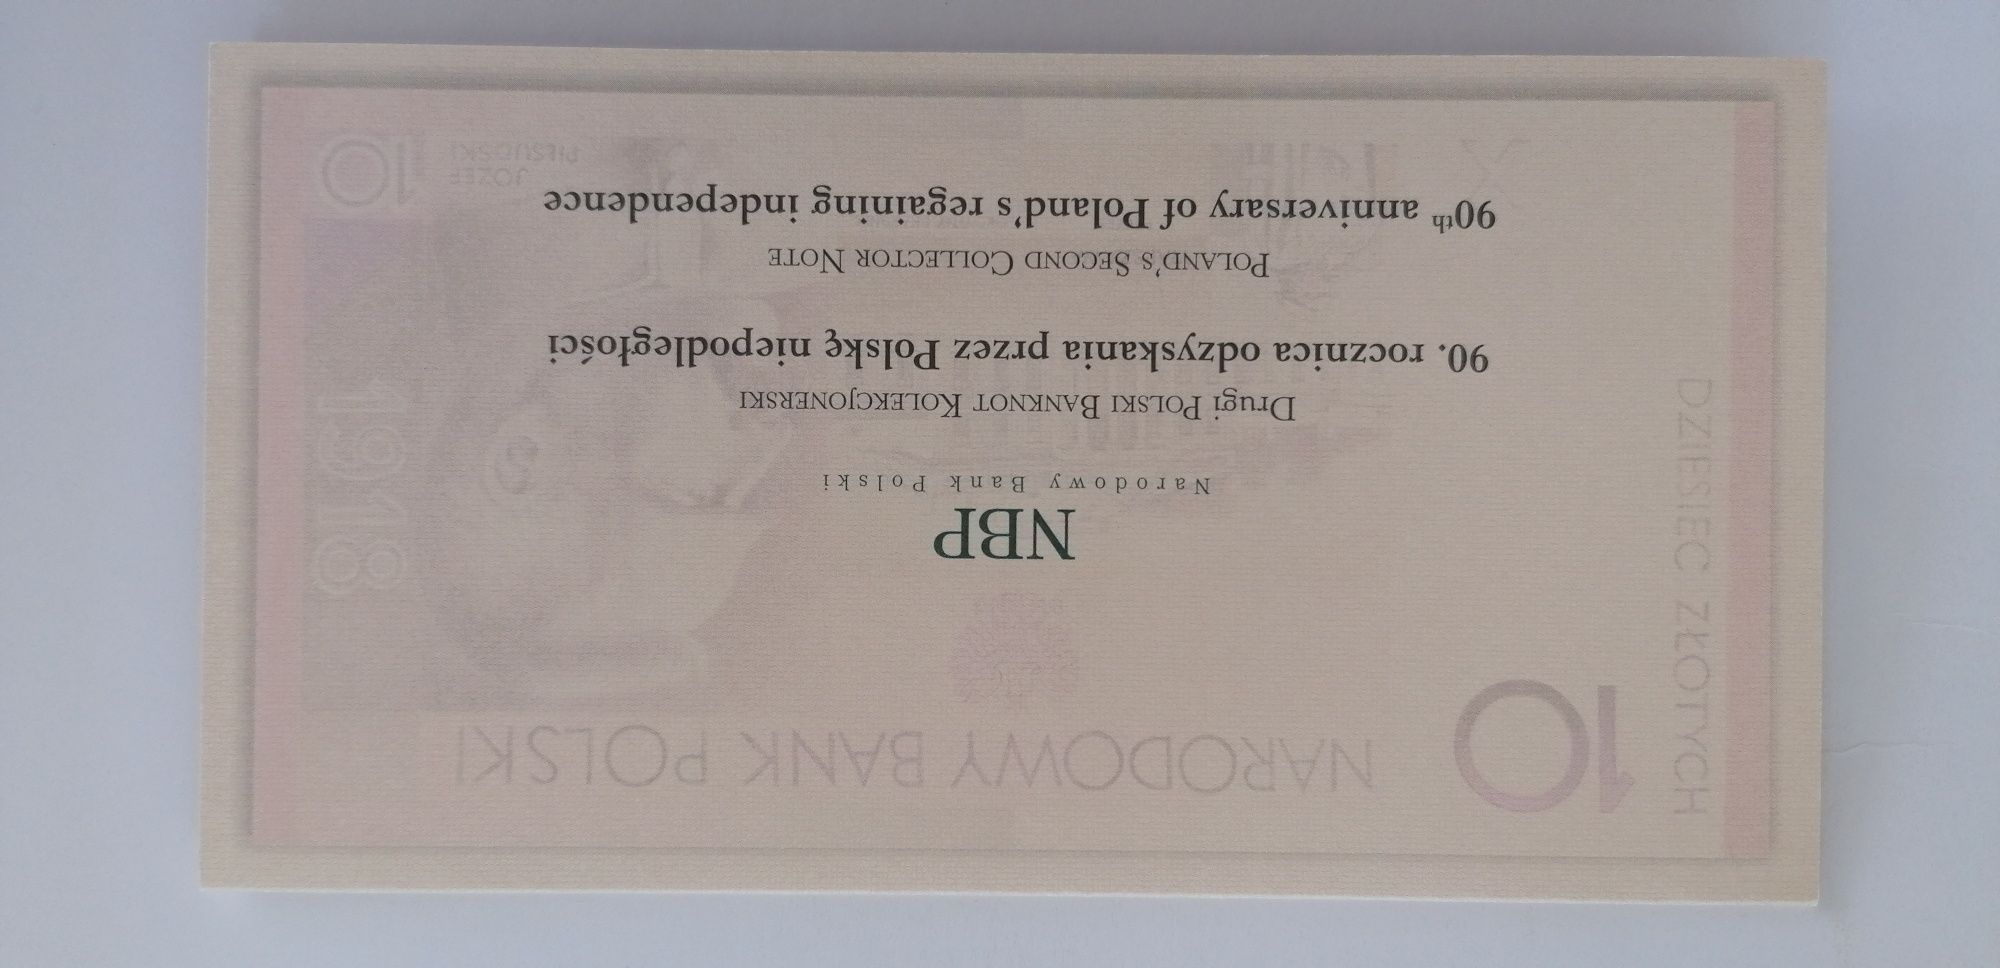 10
NARODOWY BANK POLSKI
DZIESIĘĆ ZŁOTYCH
NBP
Narodowy Bank Polski
1918
DRUGI POLSKI BANKNOT KOLEKCJONERSKI
90. rocznica odzyskania przez Polskę niepodległości
POLAND'S SECOND COLLECTOR NOTE
90th anniversary of Poland's regaining independence
JÓZEF
PIŁSUDSKI
10